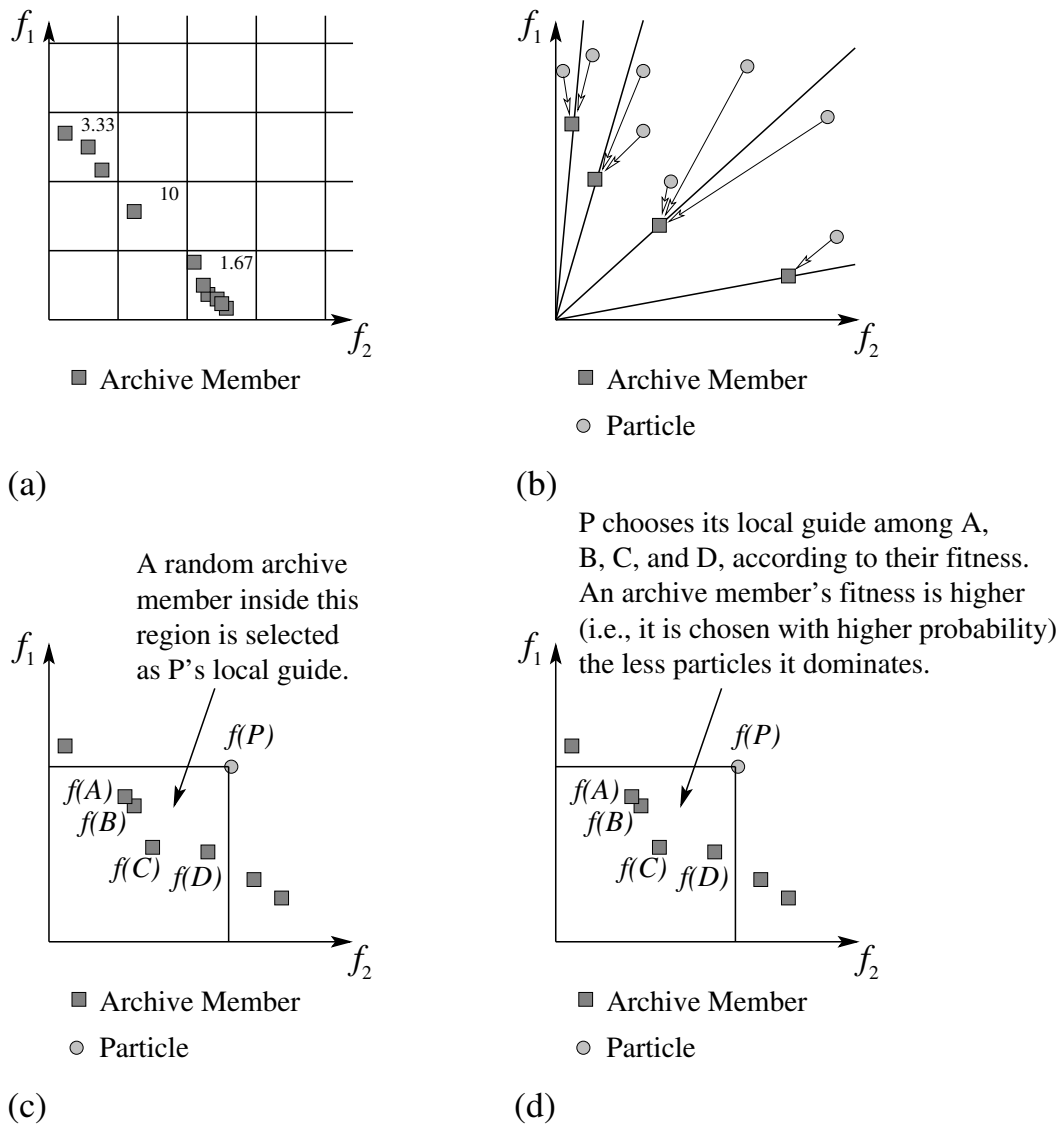 f1
3.33
10
1.67
f2
Archive Member
(a)
f1
f2
Archive Member
Particle
(b)
A random archive
member inside this
region is selected
as P's local guide.
f1
f(P)
f(A)
f(B)
f(C)
f(D)
f2
Archive Member
Particle
(c)
P chooses its local guide among A,
B, C, and D, according to their fitness.
An archive member's fitness is higher
(i.e., it is chosen with higher probability)
the less particles it dominates.
f1
f(P)
f(A)
f(B)
f(C)
f(D)
f2
Archive Member
Particle
(d)